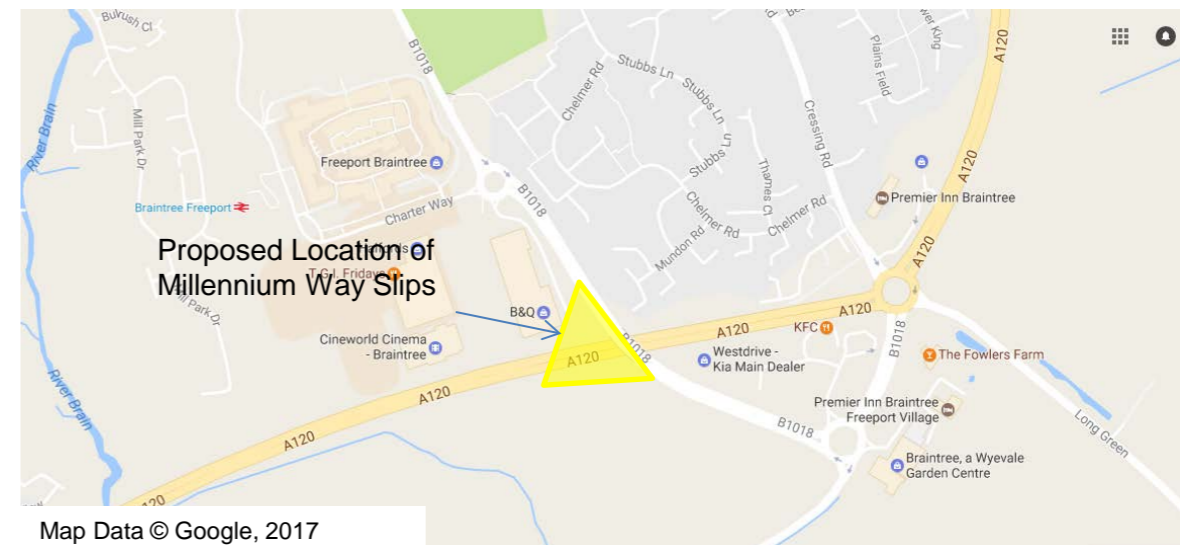 Bulrush Cl
B1018
Stubbs Ln
Chelmer Rd
Stubbs Ln
Plains Field
A120
River Brain
Mill Park Dr
Cressing Rd
Freeport Braintree
Stubbs Ln
Thames Ct
A120
B1018
Premier Inn Braintree
Braintree Freeport
Charter Way
Chelmer Rd
Chelmer Rd
Mundon Rd
Proposed Location of
Halfords
Millennium Way Slips
T.G.I. Fridays
Mill Park Dr
A120
B&Q
A120
A120
KFC
B1018
Cineworld Cinema
- Braintree
A120
B1018
Westdrive -
Kia Main Dealer
The Fowlers Farm
River Brain
A120
Premier Inn Braintree
Freeport Village
B1018
Long Green
A120
Braintree, a Wyevale
Garden Centre
Map Data © Google, 2017